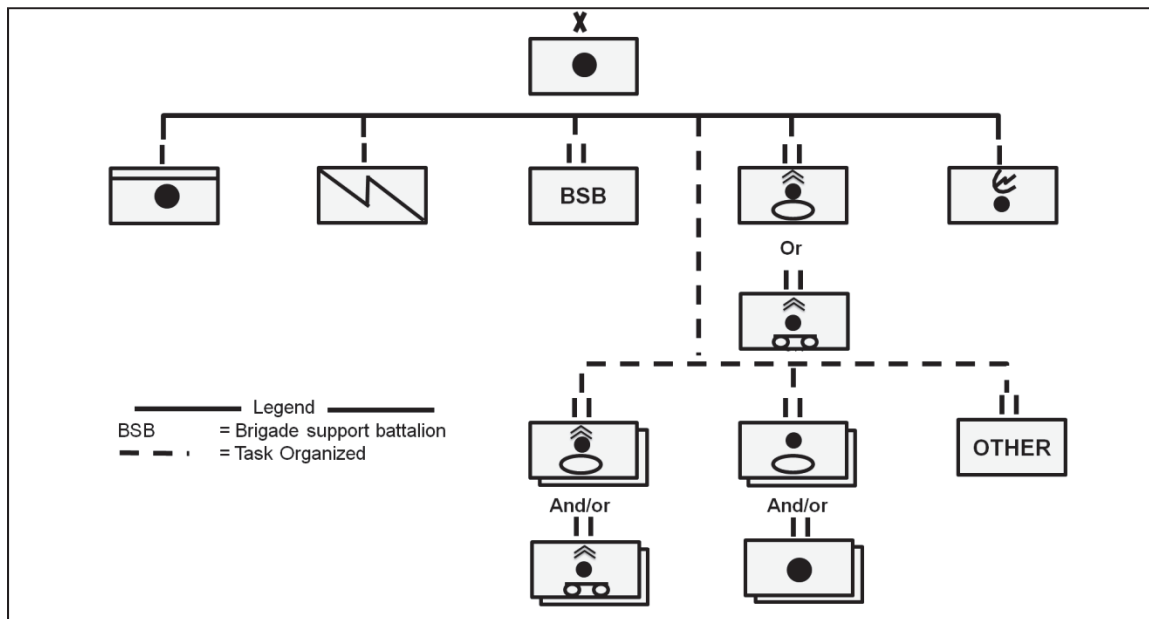 X
BSB
Or
Legend
BSB = Brigade support battalion
= Task Organized
OTHER
And/or
And/or